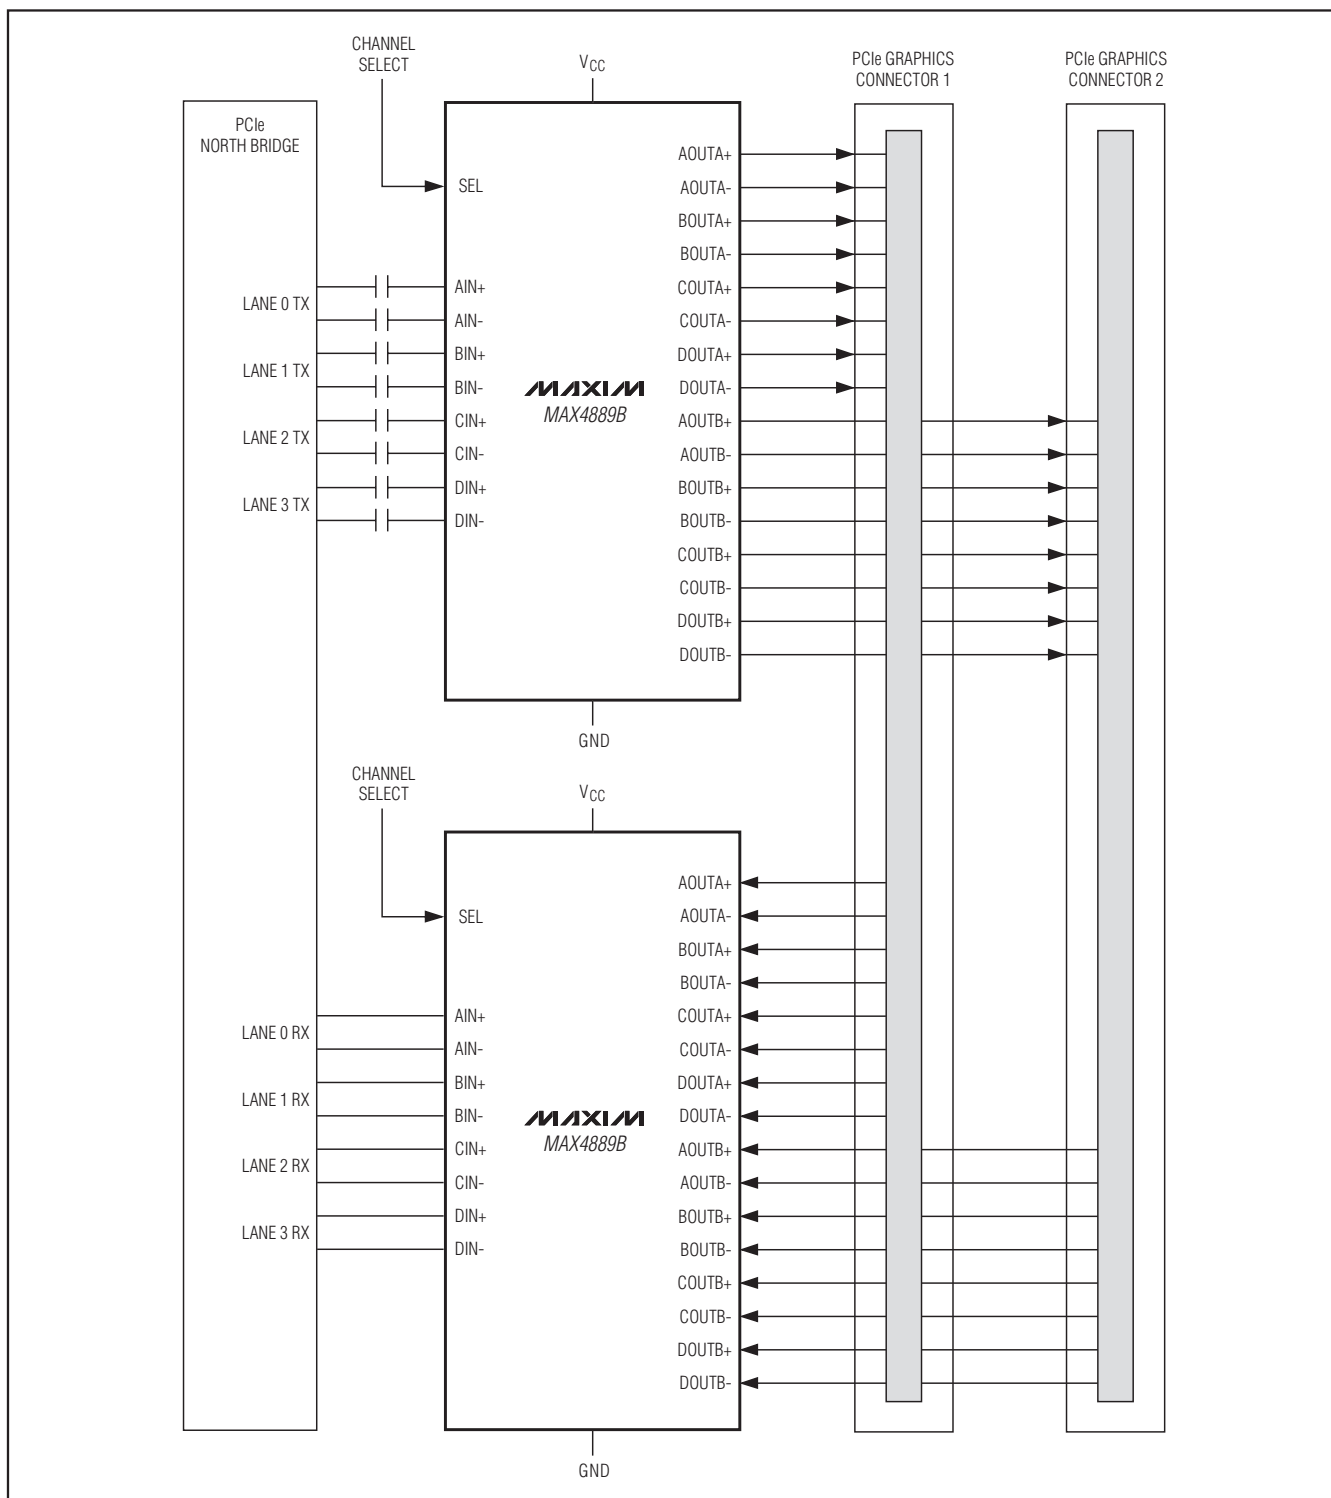 CHANNEL
SELECT
VCC
PCIe GRAPHICS
CONNECTOR 1
PCIe GRAPHICS
CONNECTOR 2
PCIe
NORTH BRIDGE
SEL
LANE 0 TX
LANE 1 TX
LANE 2 TX
LANE 3 TX
AIN+
AIN-
BIN+
BIN-
CIN+
CIN-
DIN+
DIN-
MAXIM
MAX4889B
AOUTA+
AOUTA-
BOUTA+
BOUTA-
COUTA+
COUTA-
DOUTA+
DOUTA-
AOUTB+
AOUTB-
BOUTB+
BOUTB-
COUTB+
COUTB-
DOUTB+
DOUTB-
GND
CHANNEL
SELECT
VCC
SEL
LANE 0 RX
LANE 1 RX
LANE 2 RX
LANE 3 RX
AIN+
AIN-
BIN+
BIN-
CIN+
CIN-
DIN+
DIN-
MAXIM
MAX4889B
AOUTA+
AOUTA-
BOUTA+
BOUTA-
COUTA+
COUTA-
DOUTA+
DOUTA-
AOUTB+
AOUTB-
BOUTB+
BOUTB-
COUTB+
COUTB-
DOUTB+
DOUTB-
GND